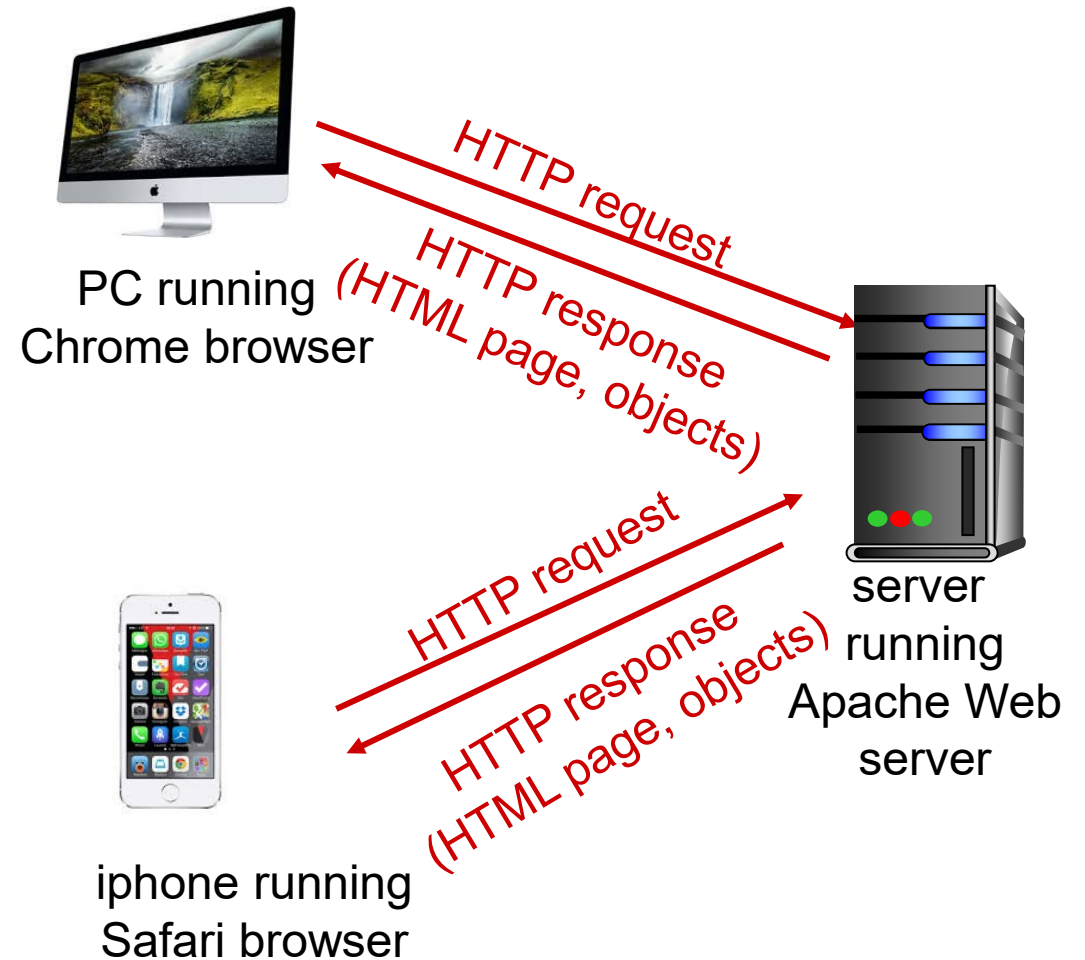 HTTP request
HTTP response
(HTML page, objects)
PC running
Chrome browser
HTTP request
HTTP response
(HTML page, objects)
server
running
Apache Web
server
iphone running
Safari browser